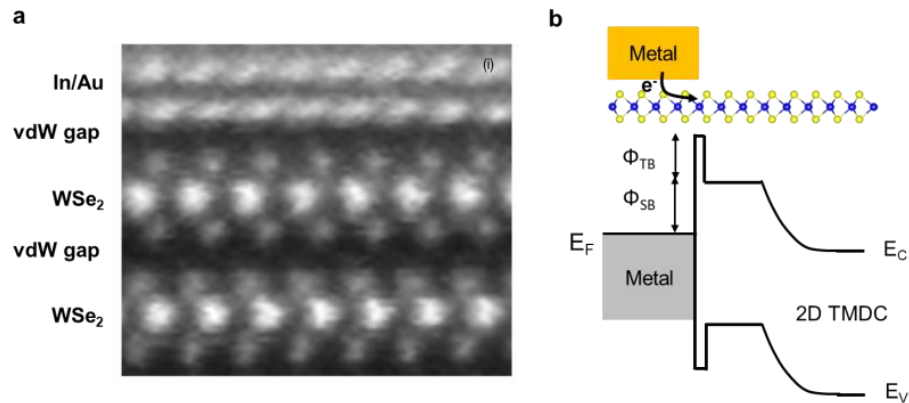 a
(i)
In/Au
vdW gap
WSe₂
vdW gap
WSe₂
b
Metal
e⁻
Φ_TB
Φ_SB
E_F
Metal
E_C
2D TMDC
E_V